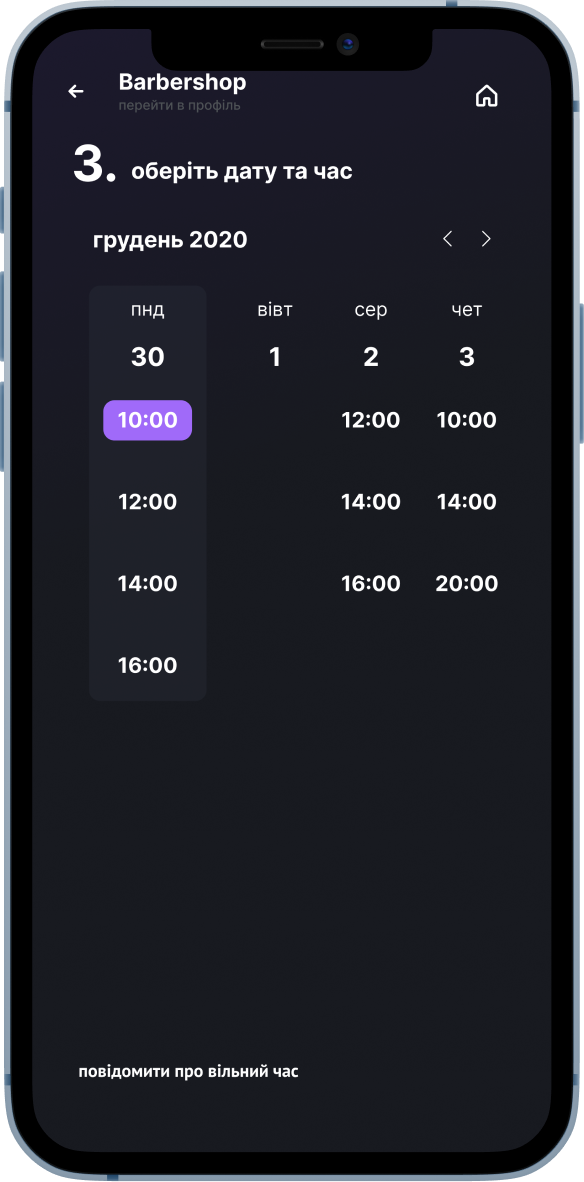 Barbershop
перейти в профіль
3. оберіть дату та час
грудень 2020
пнд вівт сер чет
30 1 2 3
10:00 12:00 10:00
12:00 14:00 14:00
14:00 16:00 20:00
16:00
повідомити про вільний час